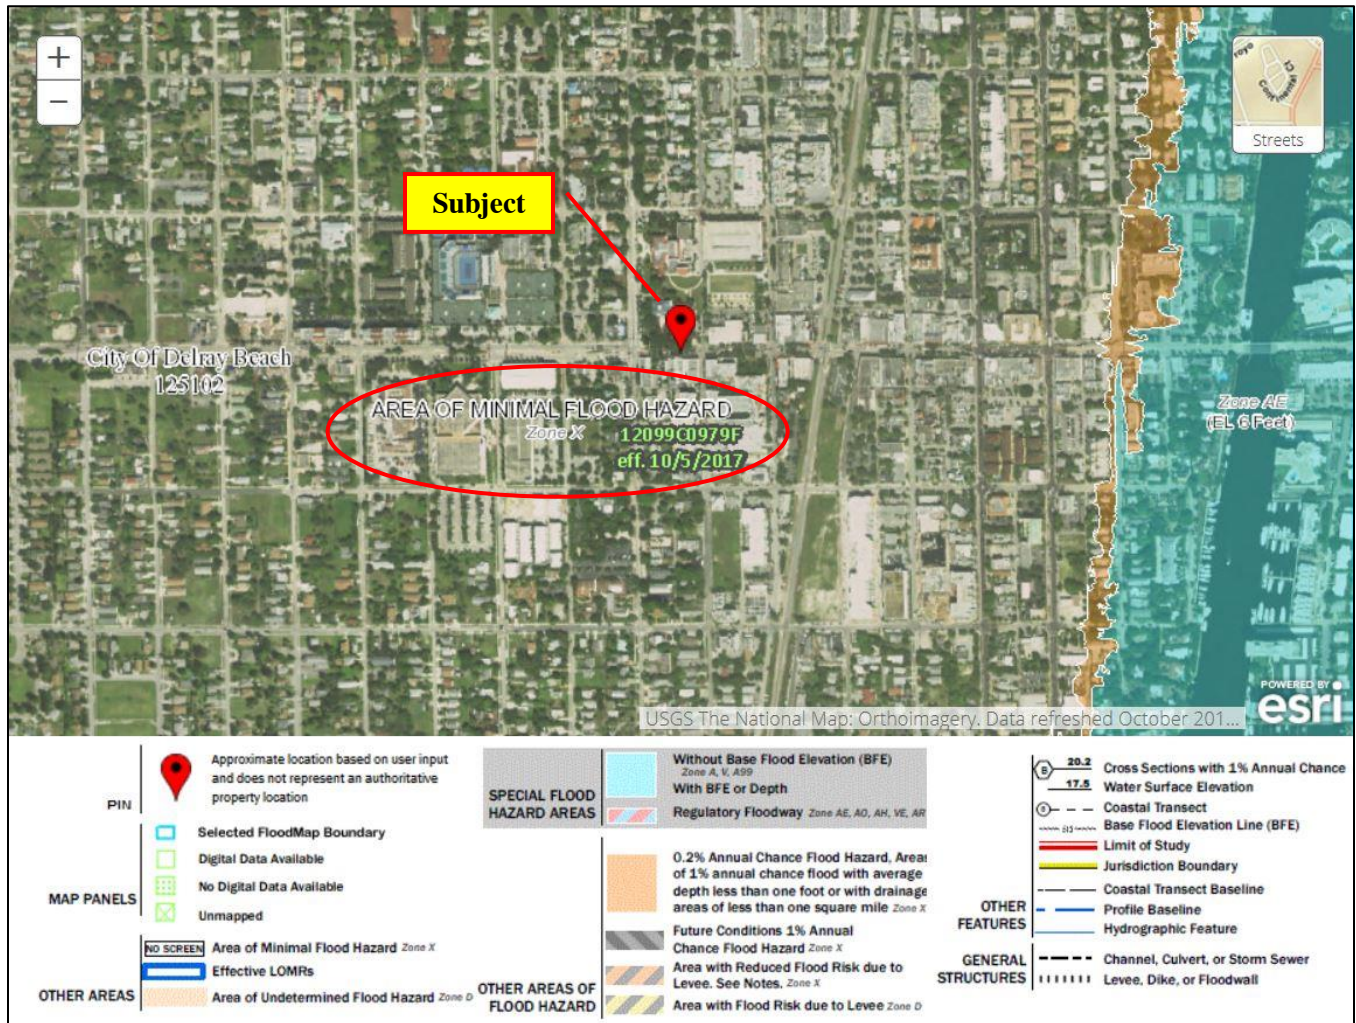 +
−
Streets
Subject
City Of Delray Beach
125102
AREA OF MINIMAL FLOOD HAZARD
Zone X
12099C0979F
eff. 10/5/2017
Zone AE
(EL 6 Feet)
POWERED BY
esri
USGS The National Map: Orthoimagery. Data refreshed October 201...
PIN
Approximate location based on user input
and does not represent an authoritative
property location
MAP PANELS
Selected FloodMap Boundary
Digital Data Available
No Digital Data Available
Unmapped
OTHER AREAS
NO SCREEN Area of Minimal Flood Hazard Zone X
Effective LOMRs
Area of Undetermined Flood Hazard Zone D
SPECIAL FLOOD
HAZARD AREAS
Without Base Flood Elevation (BFE)
Zone A, V, A99
With BFE or Depth
Regulatory Floodway Zone AE, AO, AH, VE, AR
OTHER AREAS OF
FLOOD HAZARD
0.2% Annual Chance Flood Hazard, Areas
of 1% annual chance flood with average
depth less than one foot or with drainage
areas of less than one square mile Zone X
Future Conditions 1% Annual
Chance Flood Hazard Zone X
Area with Reduced Flood Risk due to
Levee. See Notes. Zone X
Area with Flood Risk due to Levee Zone D
OTHER
FEATURES
B 20.2 Cross Sections with 1% Annual Chance
17.5 Water Surface Elevation
8 Coastal Transect
513 Base Flood Elevation Line (BFE)
Limit of Study
Jurisdiction Boundary
Coastal Transect Baseline
Profile Baseline
Hydrographic Feature
GENERAL
STRUCTURES
Channel, Culvert, or Storm Sewer
Levee, Dike, or Floodwall